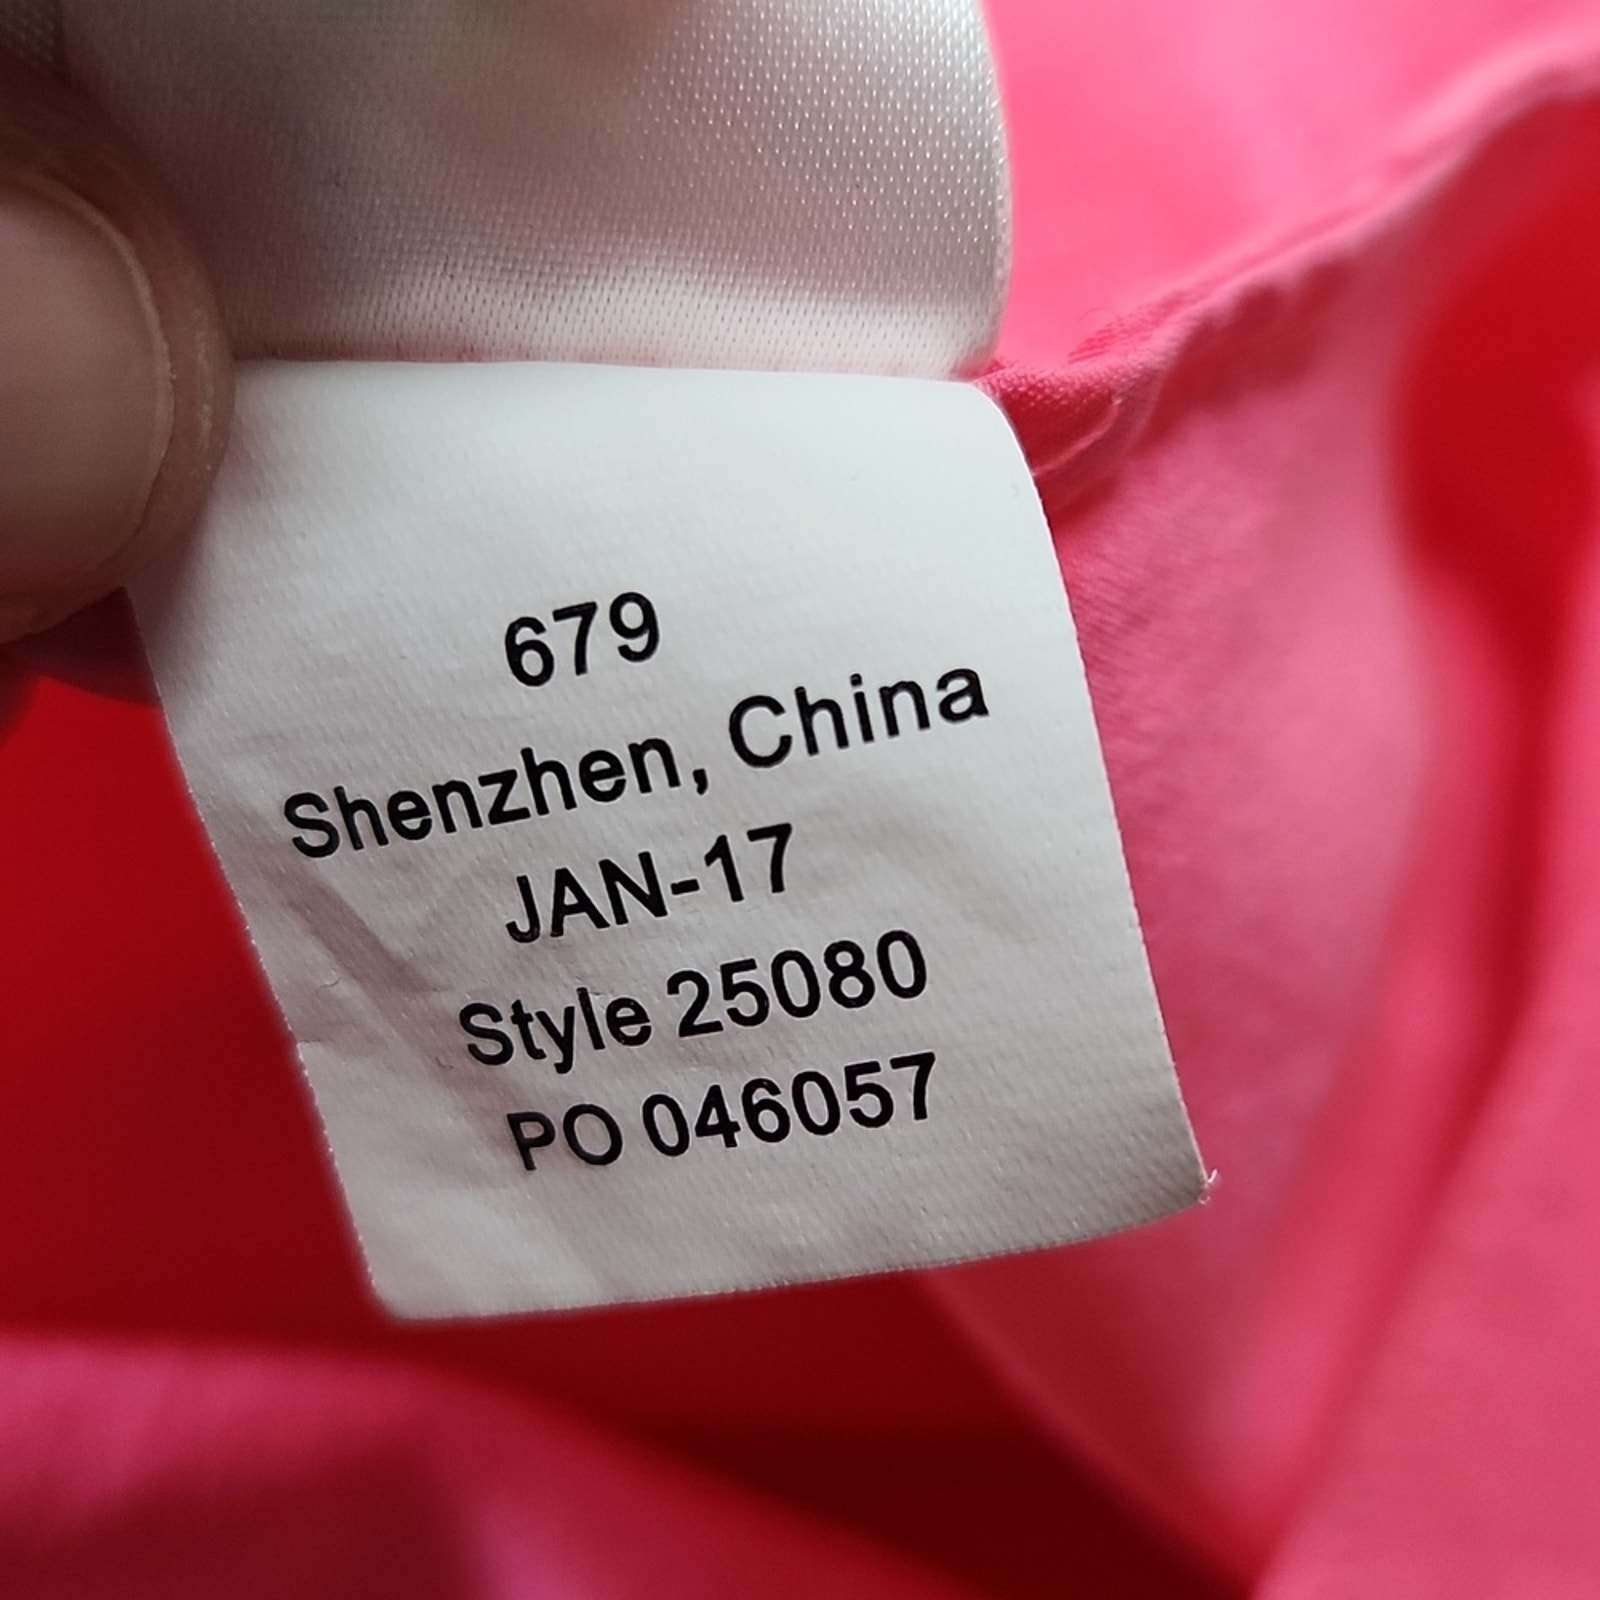 679
Shenzhen, China
JAN-17
Style 25080
PO 046057